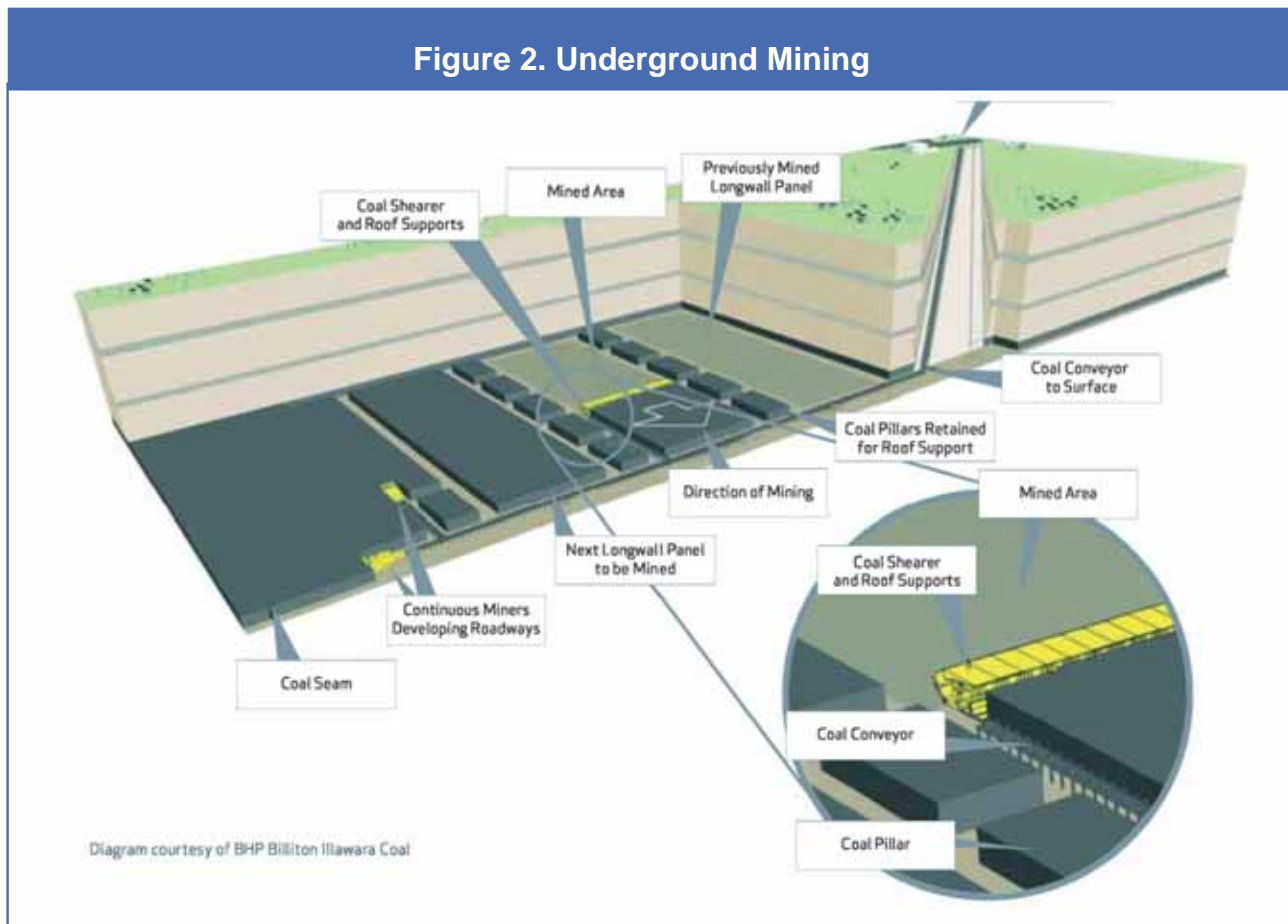 Figure 2. Underground Mining
Previously Mined
Longwall Panel
Mined Area
Coal Shearer
and Roof Supports
Coal Conveyor
to Surface
Coal Pillars Retained
for Roof Support
Direction of Mining
Mined Area
Next Longwall Panel
to be Mined
Coal Shearer
and Roof Supports
Continuous Miners
Developing Roadways
Coal Seam
Coal Conveyor
Coal Pillar
Diagram courtesy of BHP Billiton Illawara Coal